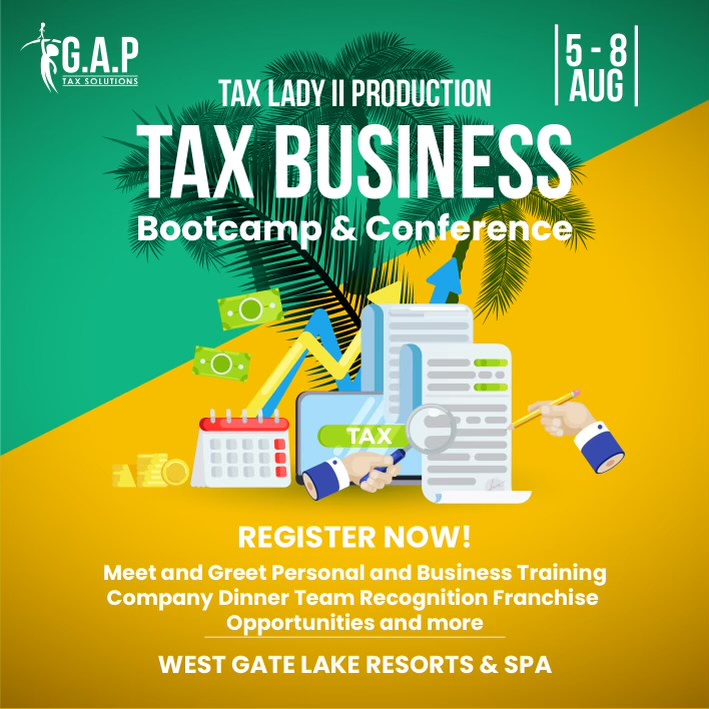 G.A.P
TAX SOLUTIONS
5 - 8
AUG
TAX LADY II PRODUCTION
TAX BUSINESS
Bootcamp & Conference
TAX
REGISTER NOW!
Meet and Greet Personal and Business Training
Company Dinner Team Recognition Franchise
Opportunities and more
WEST GATE LAKE RESORTS & SPA